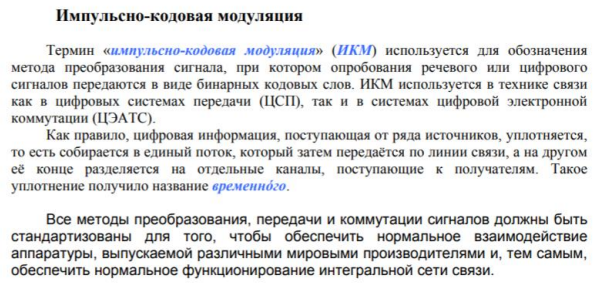 Импульсно-кодовая модуляция
Термин «импульсно-кодовая модуляция» (ИКМ) используется для обозначения
метода преобразования сигнала, при котором опробования речевого или цифрового
сигналов передаются в виде бинарных кодовых слов. ИКМ используется в технике связи
как в цифровых системах передачи (ЦСП), так и в системах цифровой электронной
коммутации (ЦЭАТС).
Как правило, цифровая информация, поступающая от ряда источников, уплотняется,
то есть собирается в единый поток, который затем передаётся по линии связи, а на другом
её конце разделяется на отдельные каналы, поступающие к получателям. Такое
уплотнение получило название временнóго.
Все методы преобразования, передачи и коммутации сигналов должны быть
стандартизованы для того, чтобы обеспечить нормальное взаимодействие
аппаратуры, выпускаемой различными мировыми производителями и, тем самым,
обеспечить нормальное функционирование интегральной сети связи.